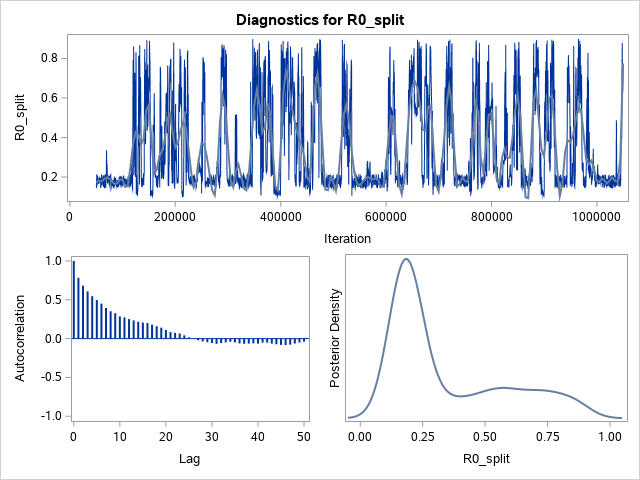 Diagnostics for R0_split
R0_split
0.8
0.6
0.4
0.2
0 200000 400000 600000 800000 1000000
Iteration
Autocorrelation
1.0
0.5
0.0
-0.5
-1.0
0 10 20 30 40 50
Lag
Posterior Density
0.00 0.25 0.50 0.75 1.00
R0_split